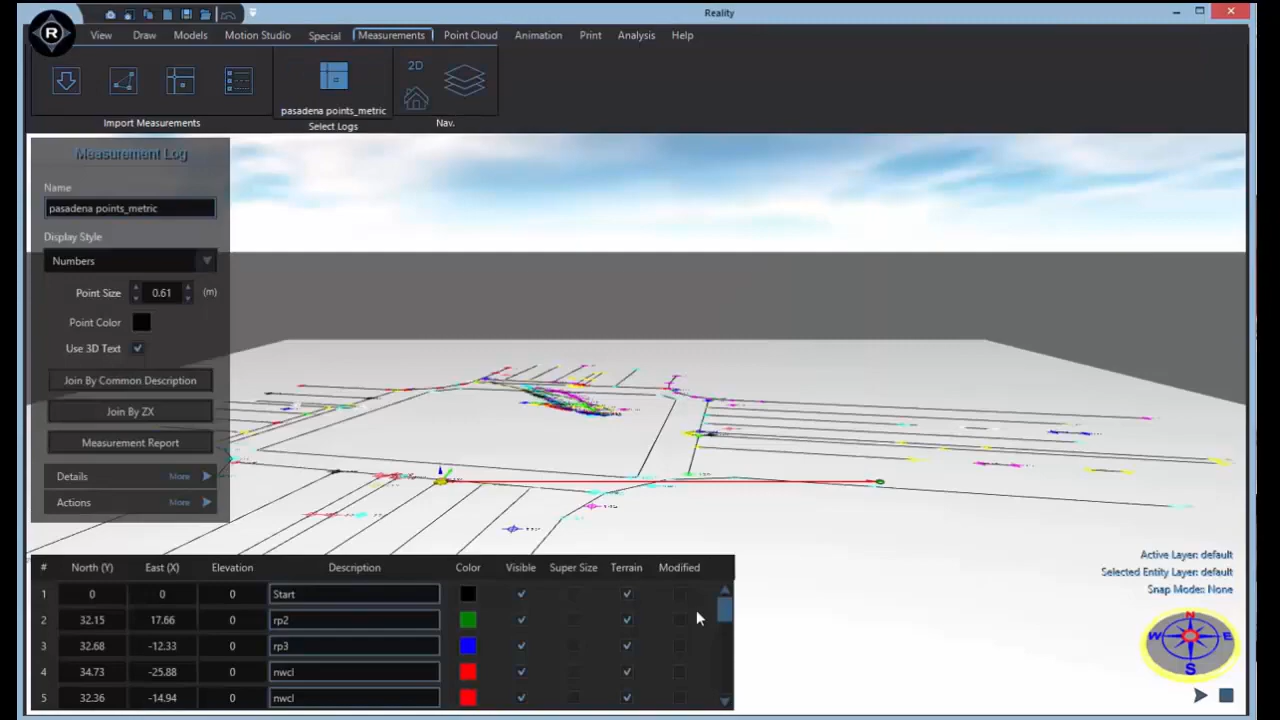 Reality
R
View Draw Models Motion Studio Special Measurements Point Cloud Animation Print Analysis Help
2D
pasadena points_metric
Import Measurements Select Logs Nav.
Measurement Log
Name
pasadena points_metric
Display Style
Numbers
Point Size 0.61 (m)
Point Color
Use 3D Text
Join By Common Description
Join By ZX
Measurement Report
Details More
Actions More
# North (Y) East (X) Elevation Description Color Visible Super Size Terrain Modified
1 0 0 0 Start
2 32.15 17.66 0 rp2
3 32.68 -12.33 0 rp3
4 34.73 -25.88 0 nwcl
5 32.36 -14.94 0 nwcl
Active Layer: default
Selected Entity Layer: default
Snap Mode: None
N
W E
S